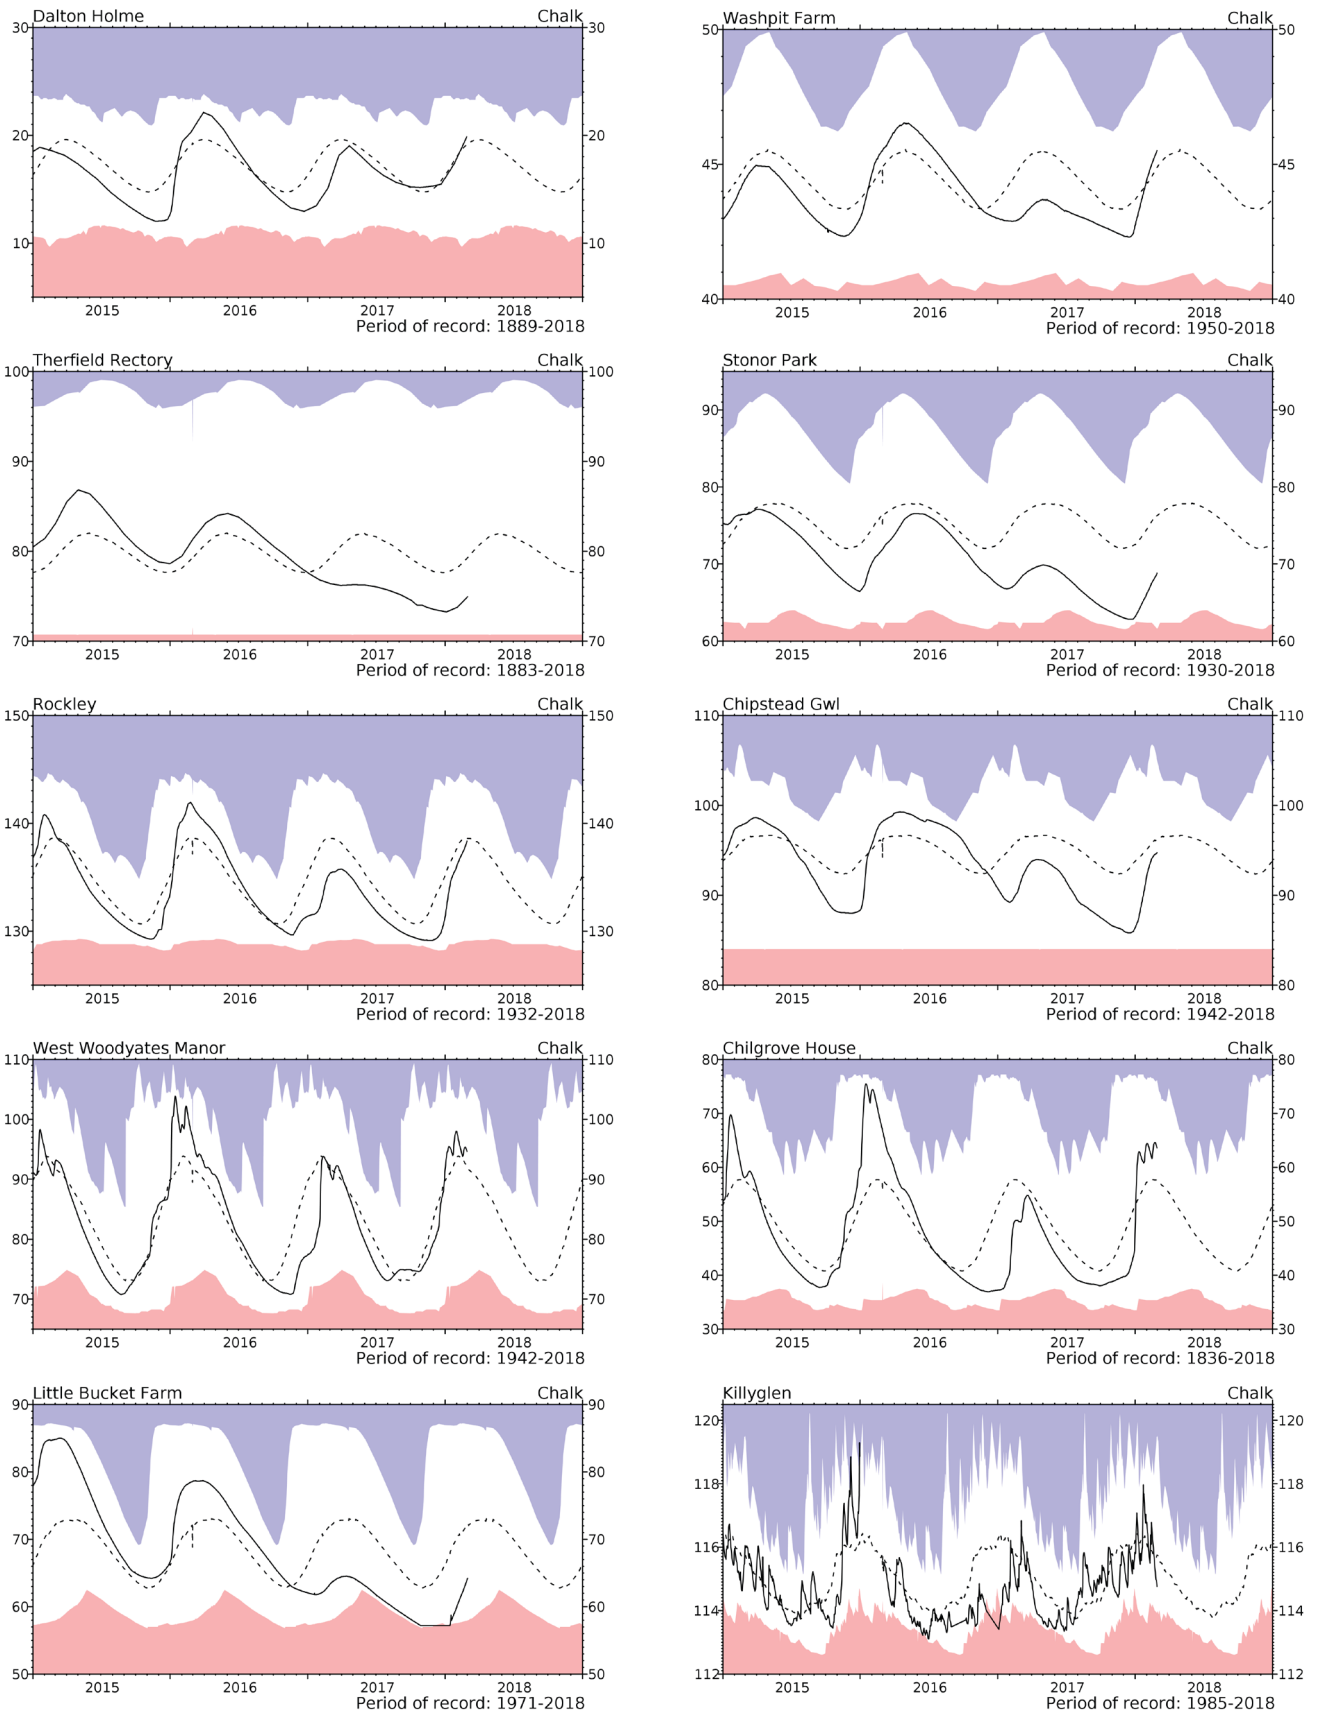 Dalton Holme Chalk
30 30
20 20
10 10
2015 2016 2017 2018
Period of record: 1889-2018
Washpit Farm Chalk
50 50
45 45
40 40
2015 2016 2017 2018
Period of record: 1950-2018
Therfield Rectory Chalk
100 100
90 90
80 80
70 70
2015 2016 2017 2018
Period of record: 1883-2018
Stonor Park Chalk
90 90
80 80
70 70
60 60
2015 2016 2017 2018
Period of record: 1930-2018
Rockley Chalk
150 150
140 140
130 130
2015 2016 2017 2018
Period of record: 1932-2018
Chipstead Gwl Chalk
110 110
100 100
90 90
80 80
2015 2016 2017 2018
Period of record: 1942-2018
West Woodyates Manor Chalk
110 110
100 100
90 90
80 80
70 70
2015 2016 2017 2018
Period of record: 1942-2018
Chilgrove House Chalk
80 80
70 70
60 60
50 50
40 40
30 30
2015 2016 2017 2018
Period of record: 1836-2018
Little Bucket Farm Chalk
90 90
80 80
70 70
60 60
50 50
2015 2016 2017 2018
Period of record: 1971-2018
Killyglen Chalk
120 120
118 118
116 116
114 114
112 112
2015 2016 2017 2018
Period of record: 1985-2018